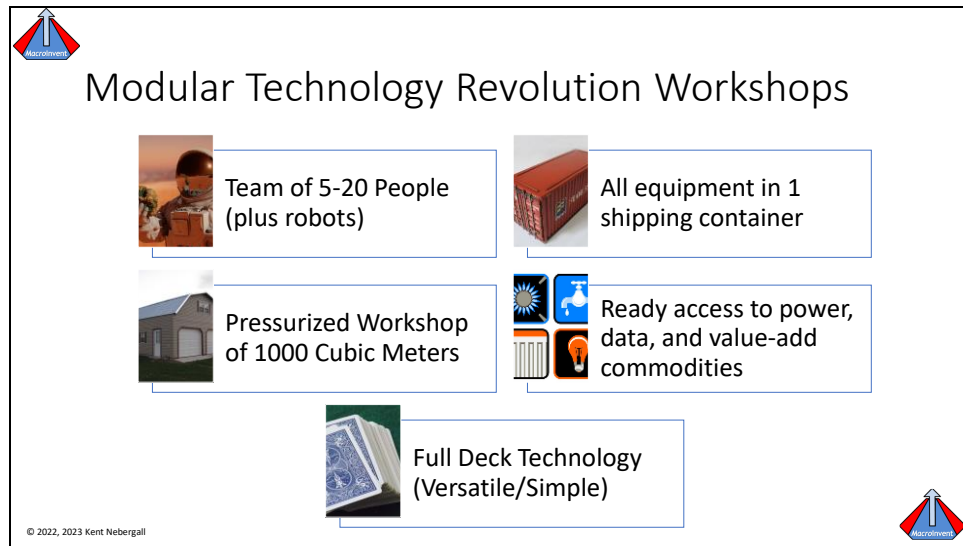 MacroInvent
Modular Technology Revolution Workshops
Team of 5-20 People
(plus robots)
All equipment in 1
shipping container
Pressurized Workshop
of 1000 Cubic Meters
Ready access to power,
data, and value-add
commodities
Full Deck Technology
(Versatile/Simple)
© 2022, 2023 Kent Nebergall
MacroInvent